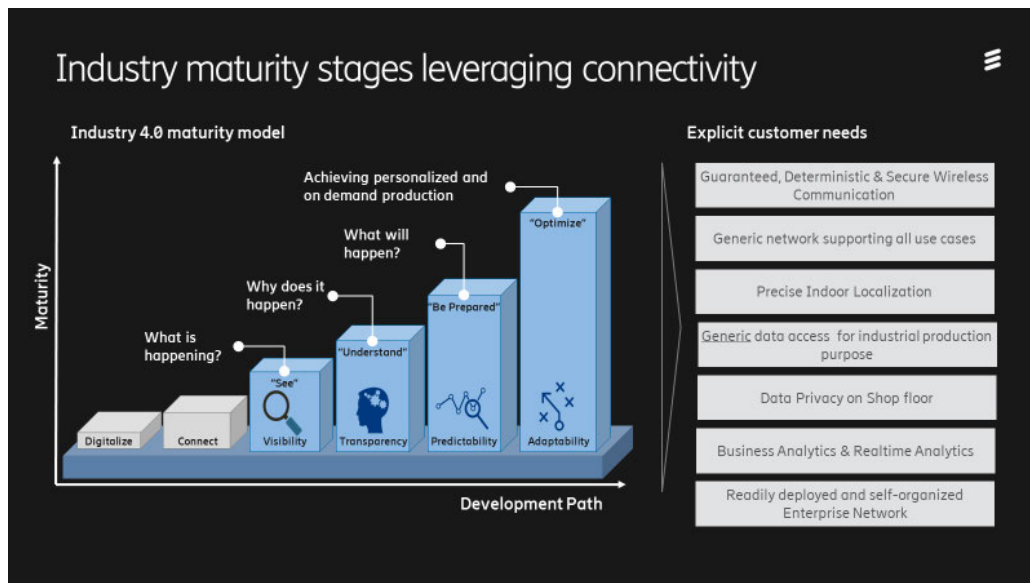 Industry maturity stages leveraging connectivity
Industry 4.0 maturity model
Maturity
Digitalize
Connect
What is
happening?
"See"
Visibility
Why does it
happen?
"Understand"
Transparency
What will
happen?
"Be Prepared"
Predictability
Achieving personalized and
on demand production
"Optimize"
Adaptability
Development Path
Explicit customer needs
Guaranteed, Deterministic & Secure Wireless
Communication
Generic network supporting all use cases
Precise Indoor Localization
Generic data access for industrial production
purpose
Data Privacy on Shop floor
Business Analytics & Realtime Analytics
Readily deployed and self-organized
Enterprise Network